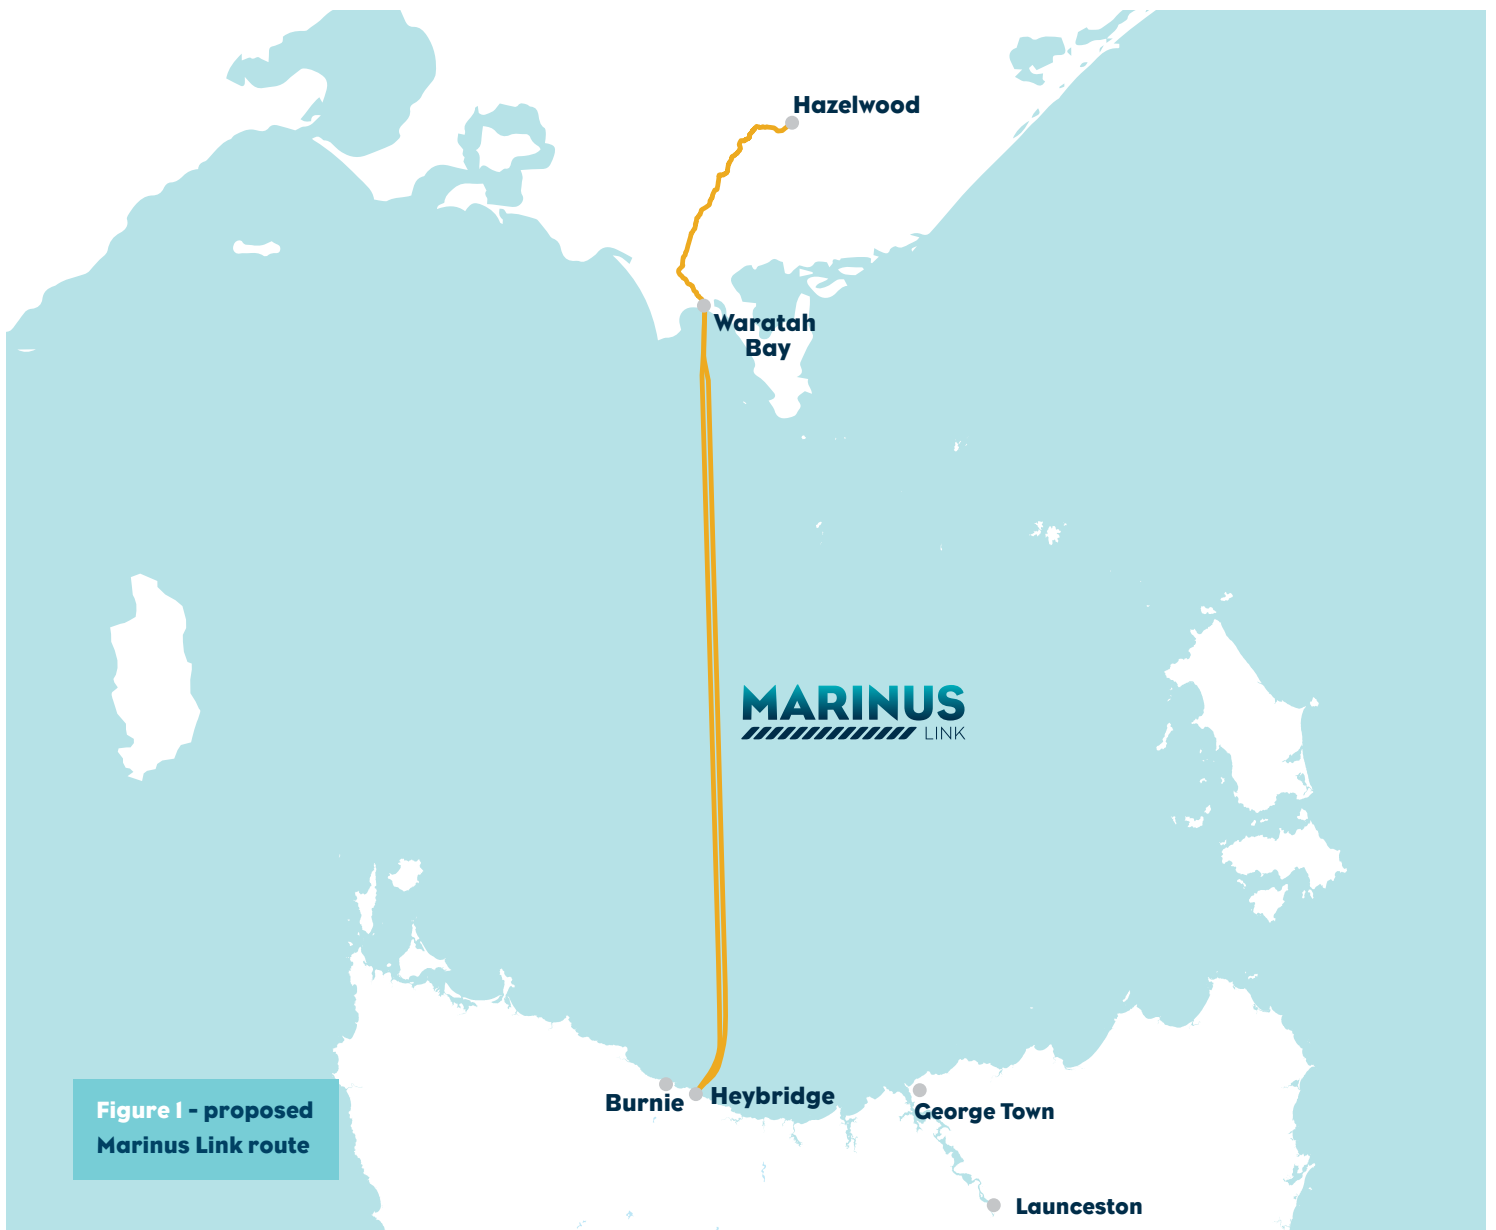 Hazelwood
Waratah
Bay
MARINUS
LINK
Burnie
Heybridge
George Town
Launceston
Figure 1 - proposed
Marinus Link route